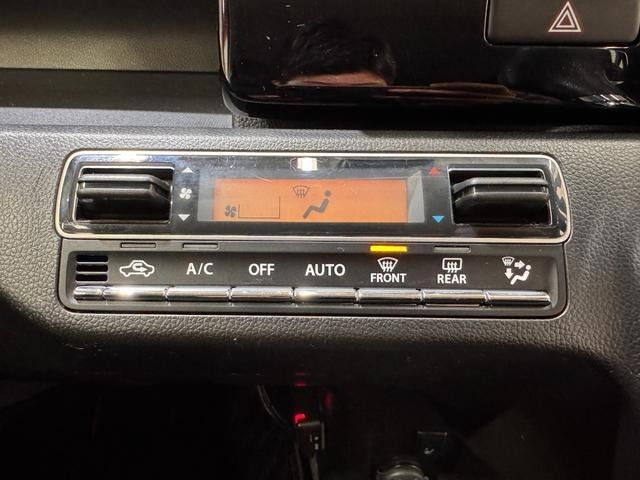 A/C OFF AUTO FRONT REAR